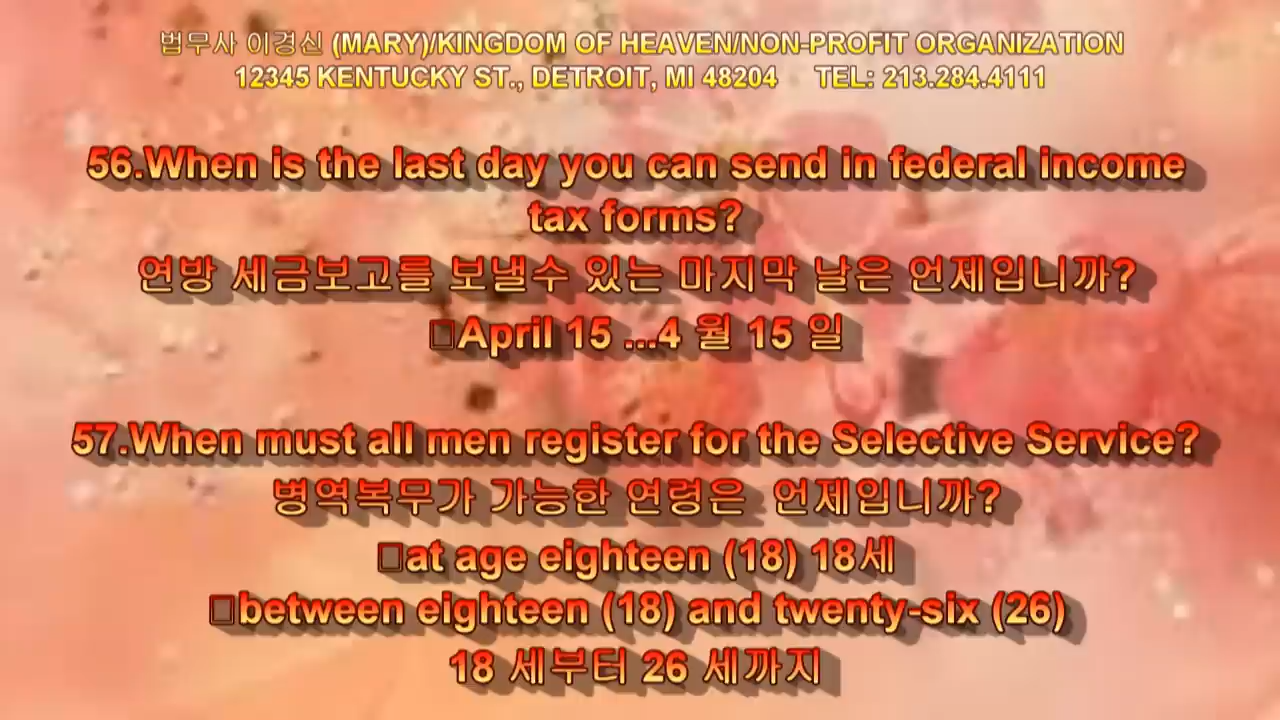 법무사 이경신 (MARY)/KINGDOM OF HEAVEN/NON-PROFIT ORGANIZATION
12345 KENTUCKY ST., DETROIT, MI 48204 TEL: 213.284.4111
56.When is the last day you can send in federal income
tax forms?
연방 세금보고를 보낼수 있는 마지막 날은 언제입니까?
□April 15 ...4 월 15 일
57.When must all men register for the Selective Service?
병역복무가 가능한 연령은 언제입니까?
□at age eighteen (18) 18세
□between eighteen (18) and twenty-six (26)
18 세부터 26 세까지